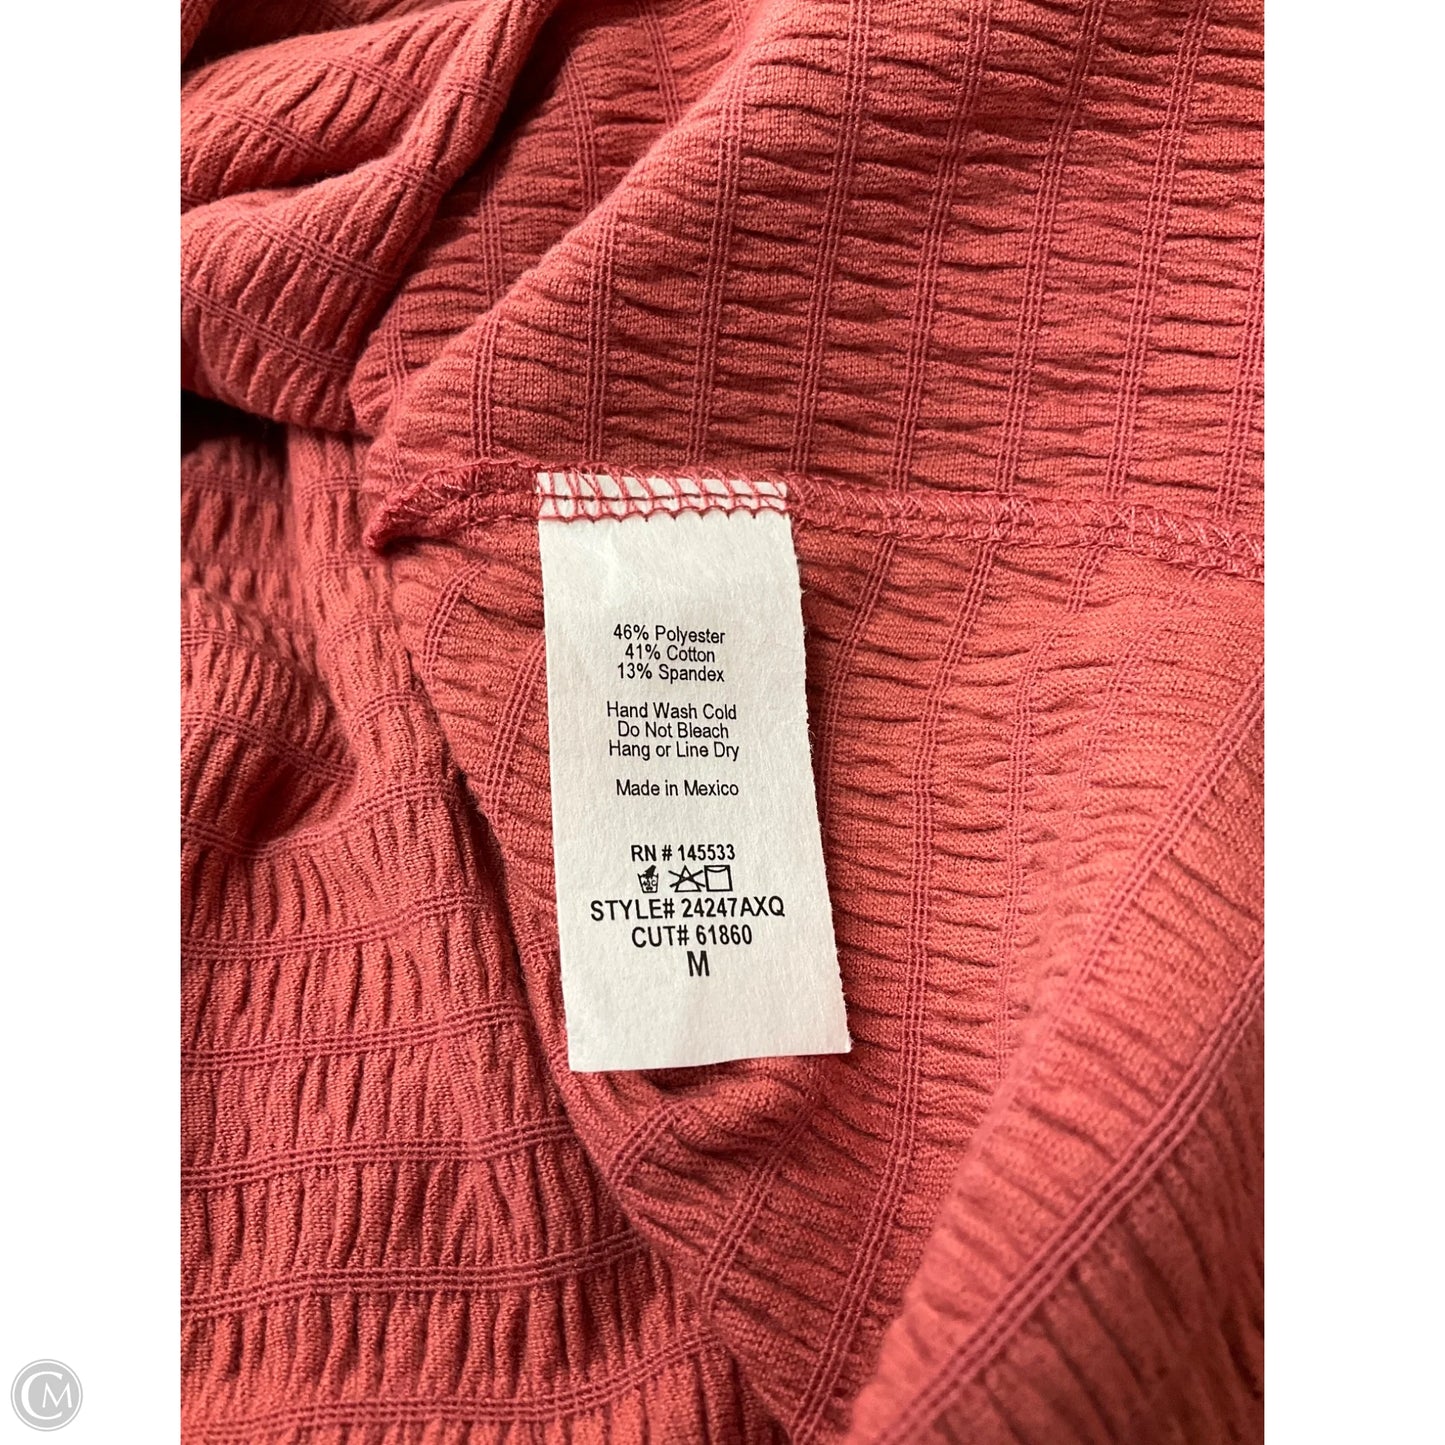 46% Polyester
41% Cotton
13% Spandex
Hand Wash Cold
Do Not Bleach
Hang or Line Dry
Made in Mexico
RN # 145533
STYLE# 24247AXQ
CUT# 61860
M
CM